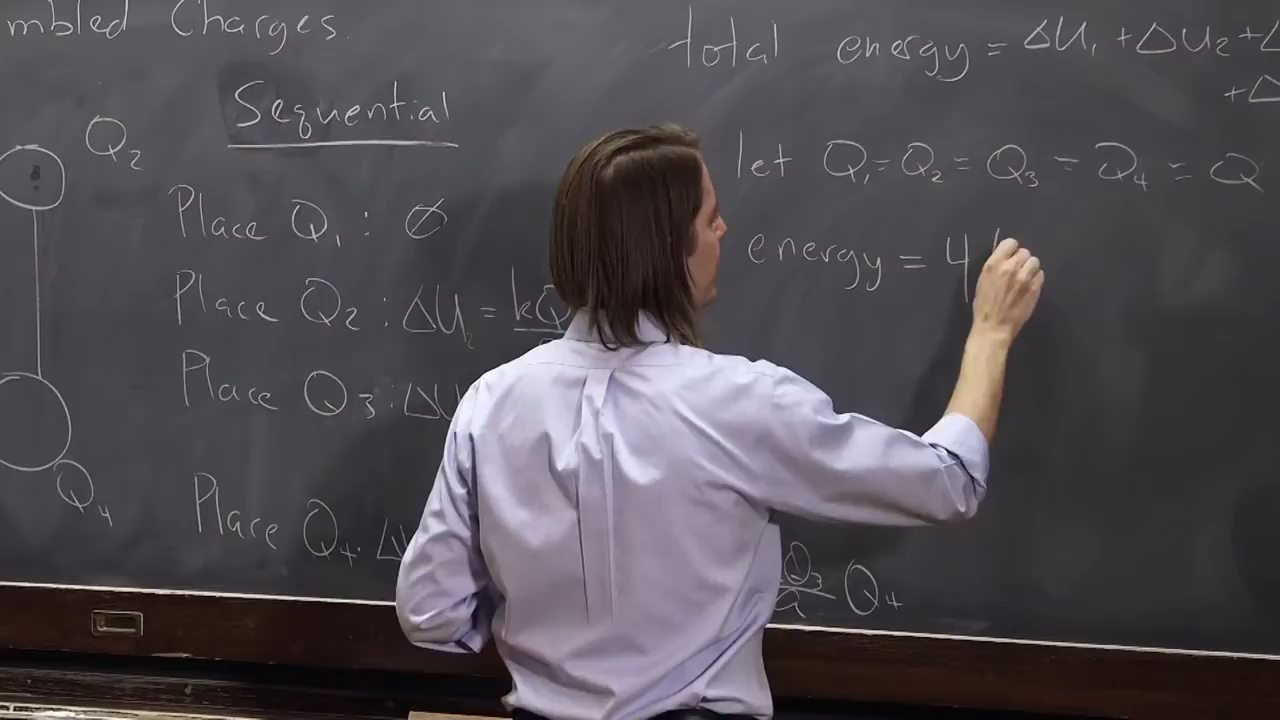 Charges.
total energy = ΔU₁ + ΔU₂ +
+Δ
Sequential
Q₂
let Q₁ = Q₂ = Q₃ = Q₄ = Q
Place Q₁ : ∅
energy = 4
Place Q₂ : ΔU₂ = kQ
Place Q₃ : ΔU
Q₄
Place Q₄ : ΔU
Q₃
a Q₄